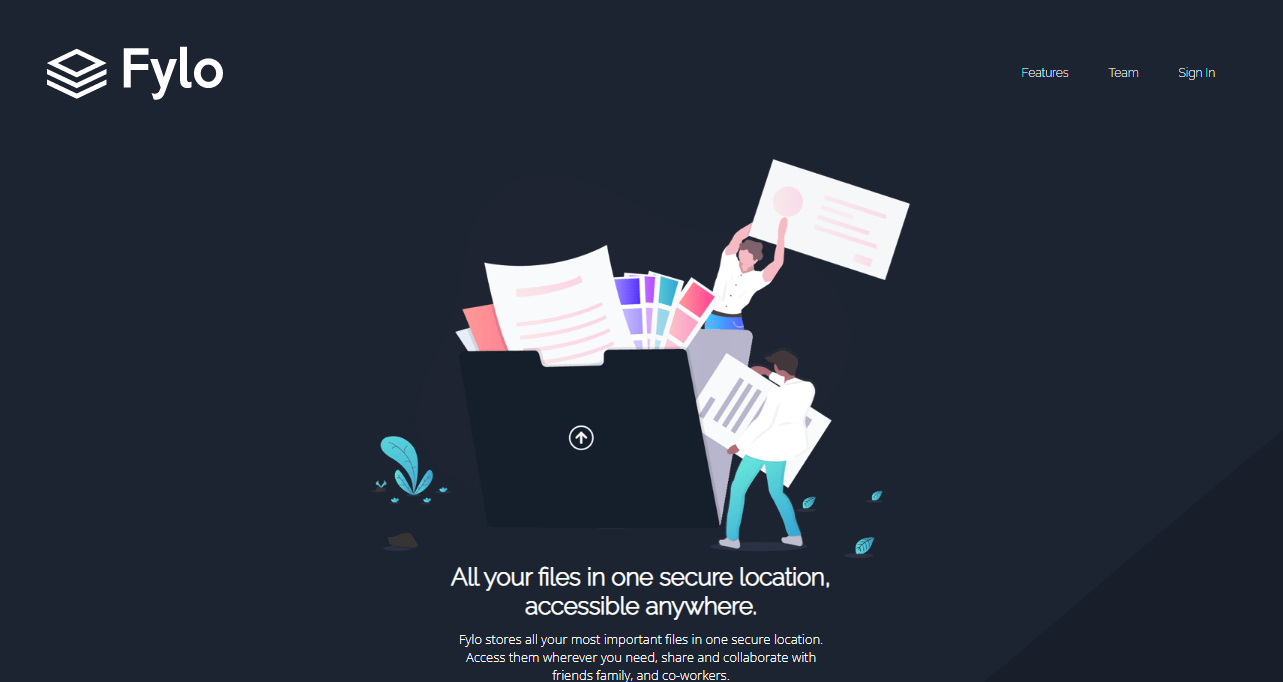 Fylo
Features
Team
Sign In
All your files in one secure location,
accessible anywhere.
Fylo stores all your most important files in one secure location.
Access them wherever you need, share and collaborate with
friends family, and co-workers.